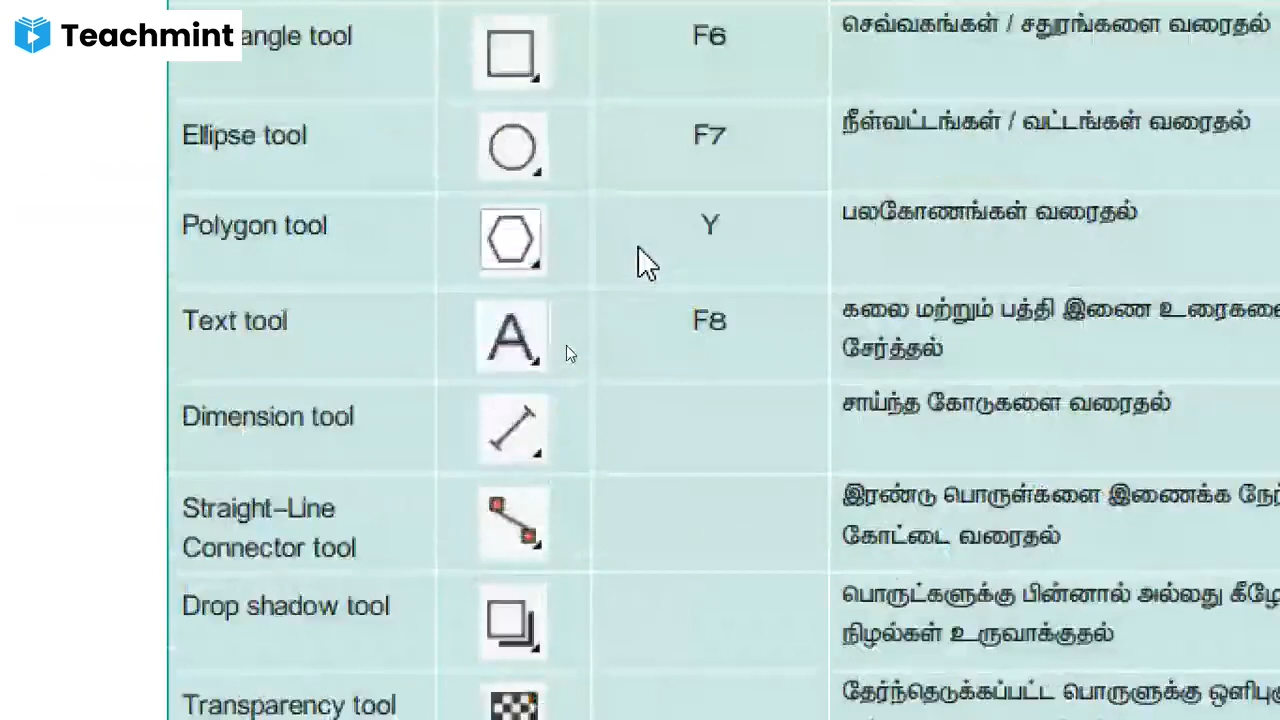 Teachmint
angle tool
F6
செவ்வகங்கள் / சதுரங்களை வரைதல்
Ellipse tool
F7
நீள்வட்டங்கள் / வட்டங்கள் வரைதல்
Polygon tool
Y
பலகோணங்கள் வரைதல்
Text tool
A
F8
கலை மற்றும் பத்தி இணை உரைகளை
சேர்த்தல்
Dimension tool
சாய்ந்த கோடுகளை வரைதல்
Straight-Line
Connector tool
இரண்டு பொருள்களை இணைக்க
கோட்டை வரைதல்
Drop shadow tool
பொருட்களுக்கு பின்னால் அல்லது
நிழல்கள் உருவாக்குதல்
Transparency tool
தேர்ந்தெடுக்கப்பட்ட பொருளுக்கு